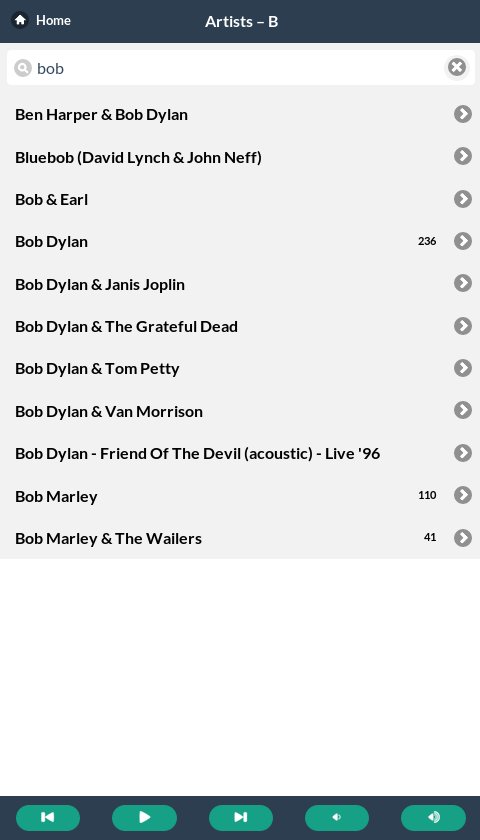 Home
Artists – B
bob
Ben Harper & Bob Dylan
Bluebob (David Lynch & John Neff)
Bob & Earl
Bob Dylan 236
Bob Dylan & Janis Joplin
Bob Dylan & The Grateful Dead
Bob Dylan & Tom Petty
Bob Dylan & Van Morrison
Bob Dylan - Friend Of The Devil (acoustic) - Live '96
Bob Marley 110
Bob Marley & The Wailers 41